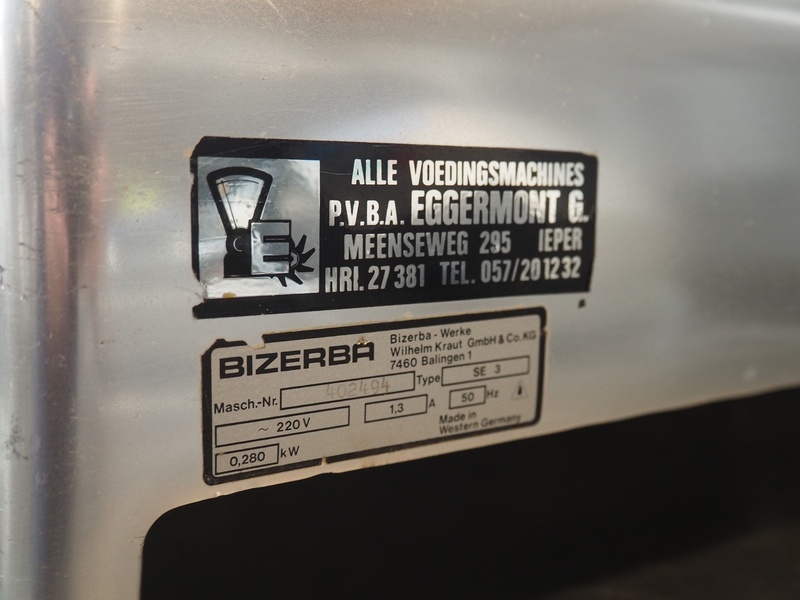 ALLE VOEDINGSMACHINES
P.V.B.A. EGGERMONT G.
MEENSEWEG 295 IEPER
HRI. 27 381 TEL. 057/20 12 32
E
BIZERBA
Bizerba-Werke
Wilhelm Kraut GmbH & Co. KG
7460 Balingen 1
Masch.-Nr. 402494 Type SE 3
~ 220 V 1,3 A 50 Hz
0,280 kW
Made in
Western Germany